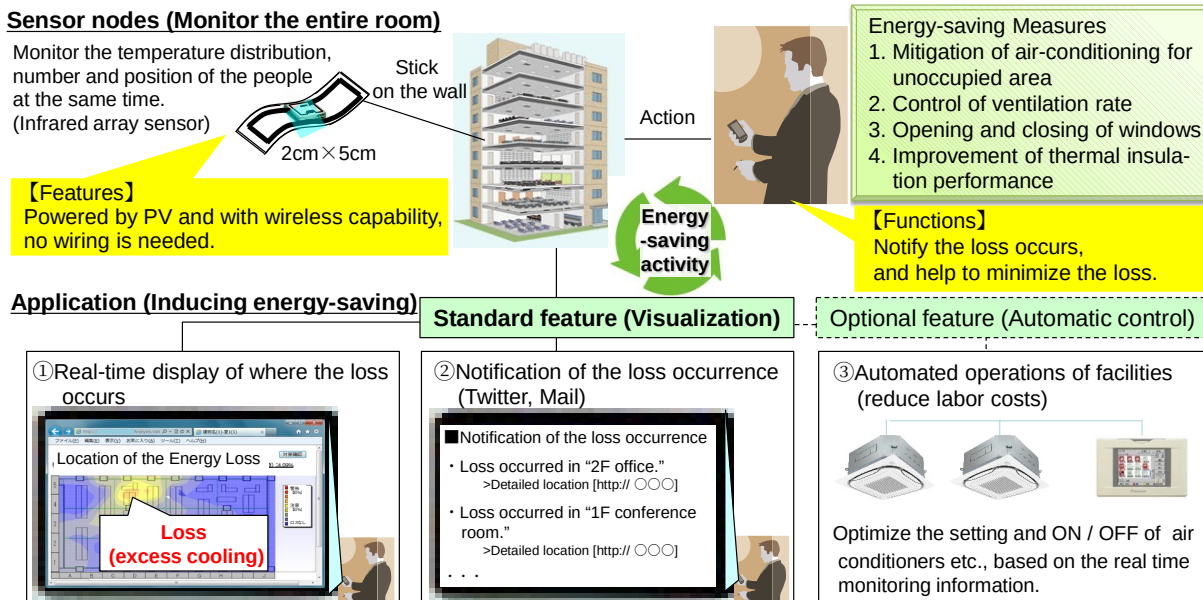 Sensor nodes (Monitor the entire room)
Monitor the temperature distribution,
number and position of the people
at the same time.
(Infrared array sensor)
Stick
on the wall
2cm×5cm
【Features】
Powered by PV and with wireless capability,
no wiring is needed.
Action
Energy
-saving
activity
Energy-saving Measures
1. Mitigation of air-conditioning for
unoccupied area
2. Control of ventilation rate
3. Opening and closing of windows
4. Improvement of thermal insula-
tion performance
【Functions】
Notify the loss occurs,
and help to minimize the loss.
Application (Inducing energy-saving)
Standard feature (Visualization)
Optional feature (Automatic control)
①Real-time display of where the loss
occurs
Location of the Energy Loss
Loss
(excess cooling)
②Notification of the loss occurrence
(Twitter, Mail)
■Notification of the loss occurrence
・Loss occurred in “2F office.”
>Detailed location [http:// ○○○]
・Loss occurred in “1F conference
room.”
>Detailed location [http:// ○○○]
・・・
③Automated operations of facilities
(reduce labor costs)
Optimize the setting and ON / OFF of air
conditioners etc., based on the real time
monitoring information.